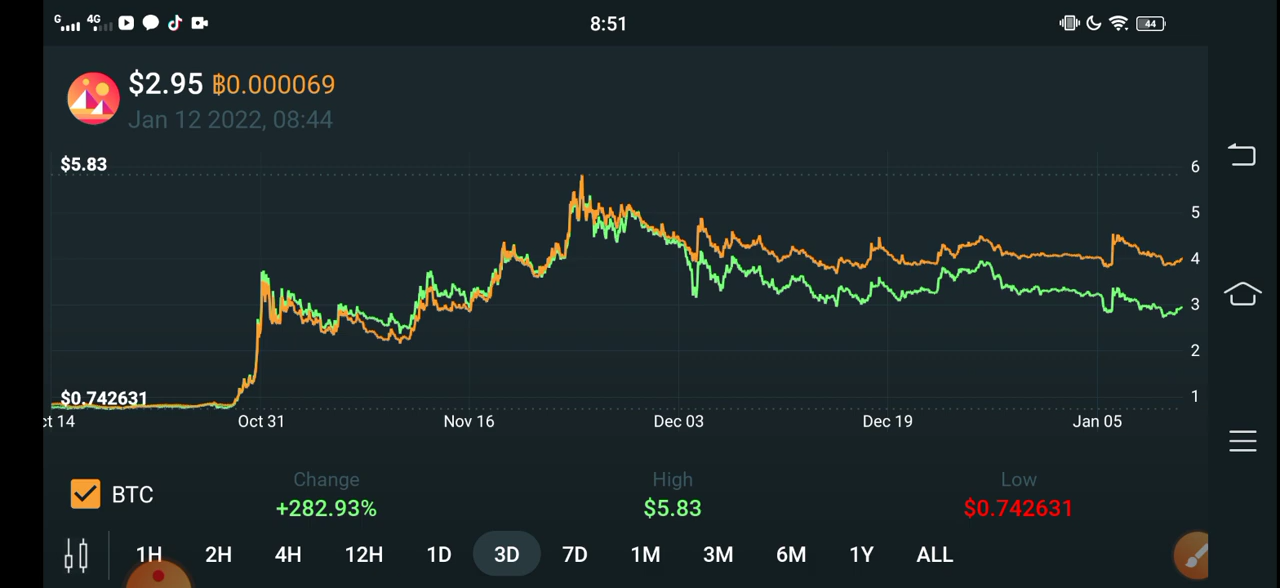 G 4G 8:51 44
$2.95 ฿0.000069
Jan 12 2022, 08:44
$5.83
6
5
4
3
2
1
$0.742631
ct 14 Oct 31 Nov 16 Dec 03 Dec 19 Jan 05
BTC
Change High Low
+282.93% $5.83 $0.742631
1H 2H 4H 12H 1D 3D 7D 1M 3M 6M 1Y ALL